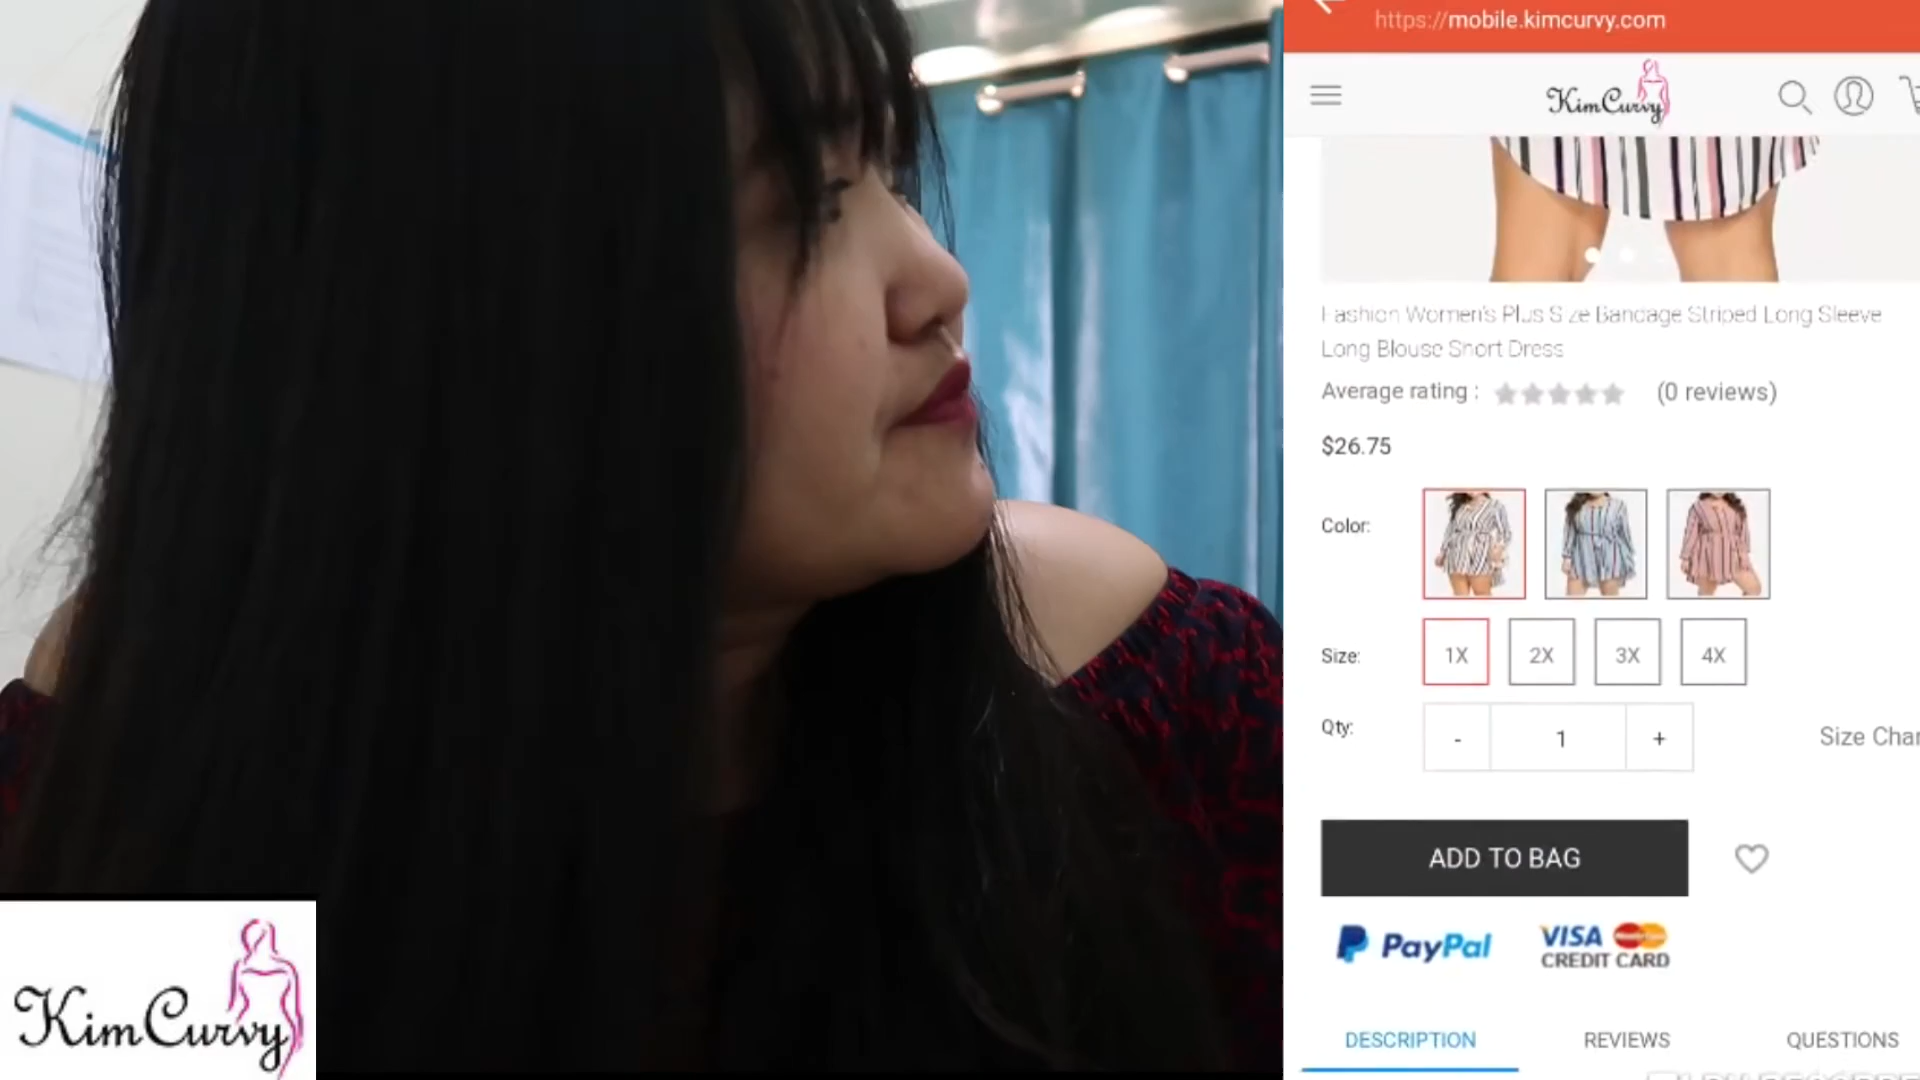 https://mobile.kimcurvy.com
KimCurvy
Fashion Women's Plus Size Bandage Striped Long Sleeve
Long Blouse Short Dress
Average rating : (0 reviews)
$26.75
Color:
Size: 1X 2X 3X 4X
Qty: - 1 + Size Char
ADD TO BAG
PayPal VISA
CREDIT CARD
DESCRIPTION REVIEWS QUESTIONS
KimCurvy